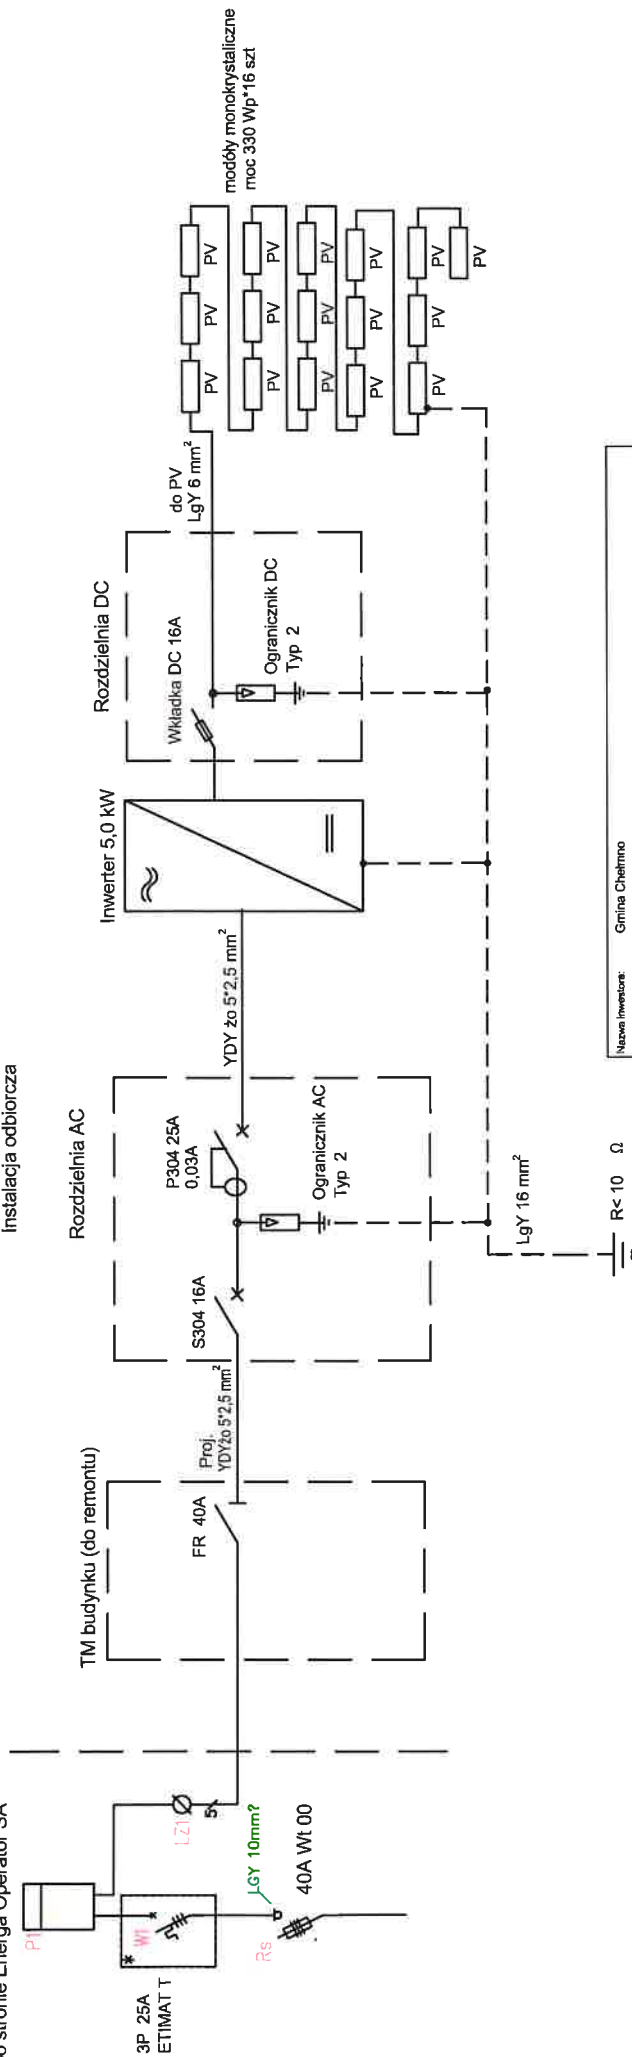 modóły monokrystaliczne
moc 330 Wp*16 szt
PV PV PV
PV PV PV
PV PV PV
PV PV PV
PV PV PV
PV
do PV
LgY 6 mm²
Rozdzielnia DC
Wkładka DC 16A
Ogranicznik DC
Typ 2
Inwerter 5,0 kW
YDY żo 5*2,5 mm²
Instalacja odbiorcza
Rozdzielnia AC
P304 25A
0,03A
Ogranicznik AC
Typ 2
S304 16A
LgY 16 mm²
R< 10 Ω
Nazwa inwestora: Gmina Chełmno
Proj.
YDYżo 5*2,5 mm²
TM budynku (do remontu)
FR 40A
o stronie Energa Operator SA
P1
LZ1
5
W1
*
3P 25A
ETIMAT T
LGY 10mm?
Rs
40A Wt 00